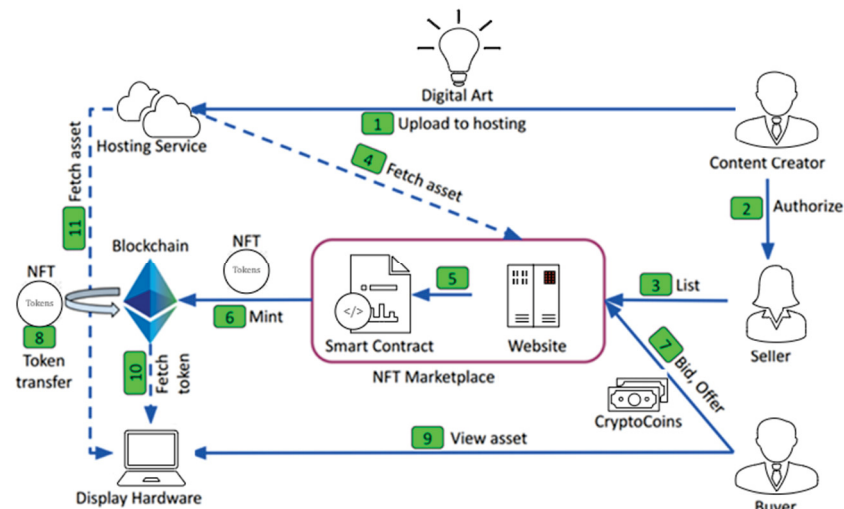 Digital Art
1 Upload to hosting
Hosting Service
Content Creator
4 Fetch asset
11 Fetch asset
2 Authorize
Blockchain
NFT
Tokens
NFT
Tokens
5
3 List
6 Mint
8
Token
transfer
Smart Contract
Website
Seller
7 Bid, Offer
10 Fetch
token
NFT Marketplace
CryptoCoins
9 View asset
Display Hardware
Buyer